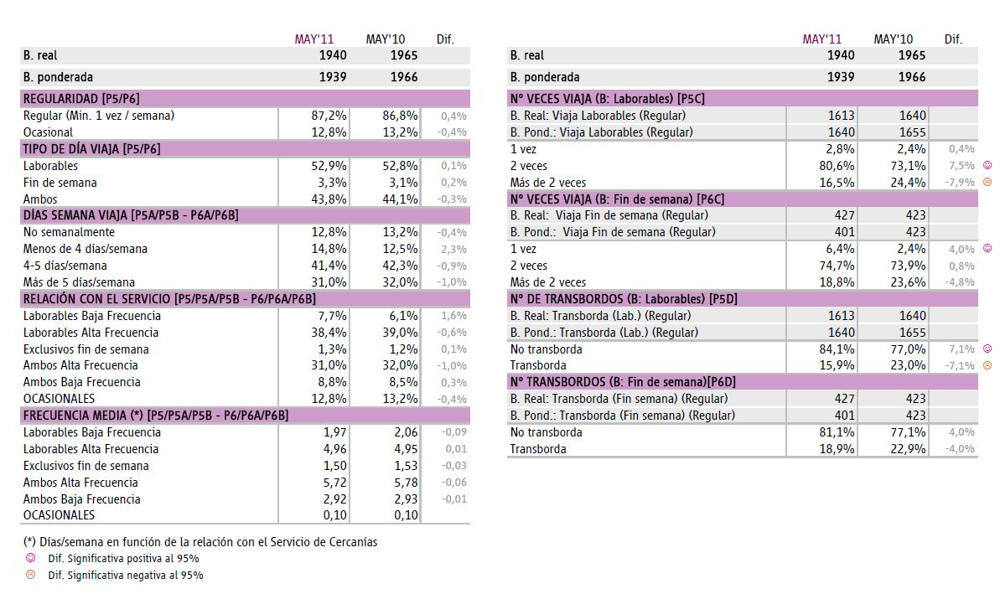 MAY'11 MAY'10 Dif.
B. real 1940 1965
B. ponderada 1939 1966
REGULARIDAD [P5/P6]
Regular (Min. 1 vez / semana) 87,2% 86,8% 0,4%
Ocasional 12,8% 13,2% -0,4%
TIPO DE DÍA VIAJA [P5/P6]
Laborables 52,9% 52,8% 0,1%
Fin de semana 3,3% 3,1% 0,2%
Ambos 43,8% 44,1% -0,3%
DÍAS SEMANA VIAJA [P5A/P5B - P6A/P6B]
No semanalmente 12,8% 13,2% -0,4%
Menos de 4 días/semana 14,8% 12,5% 2,3%
4-5 días/semana 41,4% 42,3% -0,9%
Más de 5 días/semana 31,0% 32,0% -1,0%
RELACIÓN CON EL SERVICIO [P5/P5A/P5B - P6/P6A/P6B]
Laborables Baja Frecuencia 7,7% 6,1% 1,6%
Laborables Alta Frecuencia 38,4% 39,0% -0,6%
Exclusivos fin de semana 1,3% 1,2% 0,1%
Ambos Alta Frecuencia 31,0% 32,0% -1,0%
Ambos Baja Frecuencia 8,8% 8,5% 0,3%
OCASIONALES 12,8% 13,2% -0,4%
FRECUENCIA MEDIA (*) [P5/P5A/P5B - P6/P6A/P6B]
Laborables Baja Frecuencia 1,97 2,06 -0,09
Laborables Alta Frecuencia 4,96 4,95 0,01
Exclusivos fin de semana 1,50 1,53 -0,03
Ambos Alta Frecuencia 5,72 5,78 -0,06
Ambos Baja Frecuencia 2,92 2,93 -0,01
OCASIONALES 0,10 0,10
(*) Días/semana en función de la relación con el Servicio de Cercanías
Dif. Significativa positiva al 95%
Dif. Significativa negativa al 95%
MAY'11 MAY'10 Dif.
B. real 1940 1965
B. ponderada 1939 1966
Nº VECES VIAJA (B: Laborables) [P5C]
B. Real: Viaja Laborables (Regular) 1613 1640
B. Pond.: Viaja Laborables (Regular) 1640 1655
1 vez 2,8% 2,4% 0,4%
2 veces 80,6% 73,1% 7,5%
Más de 2 veces 16,5% 24,4% -7,9%
Nº VECES VIAJA (B: Fin de semana) [P6C]
B. Real: Viaja Fin de semana (Regular) 427 423
B. Pond.: Viaja Fin de semana (Regular) 401 423
1 vez 6,4% 2,4% 4,0%
2 veces 74,7% 73,9% 0,8%
Más de 2 veces 18,8% 23,6% -4,8%
Nº DE TRANSBORDOS (B: Laborables) [P5D]
B. Real: Transborda (Lab.) (Regular) 1613 1640
B. Pond.: Transborda (Lab.) (Regular) 1640 1655
No transborda 84,1% 77,0% 7,1%
Transborda 15,9% 23,0% -7,1%
Nº TRANSBORDOS (B: Fin de semana)[P6D]
B. Real: Transborda (Fin semana) (Regular) 427 423
B. Pond.: Transborda (Fin semana) (Regular) 401 423
No transborda 81,1% 77,1% 4,0%
Transborda 18,9% 22,9% -4,0%